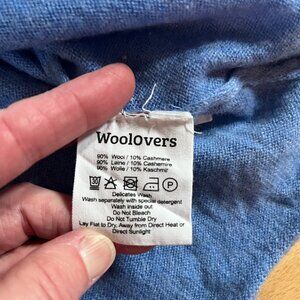 WoolOvers
90% Wool / 10% Cashmere
90% Laine / 10% Cashemire
90% Wolle / 10% Kaschmir
P
Delicates Wash
Wash separately with special detergent
Wash inside out
Do Not Bleach
Do Not Tumble Dry
Lay Flat to Dry, Away from Direct Heat or
Direct Sunlight